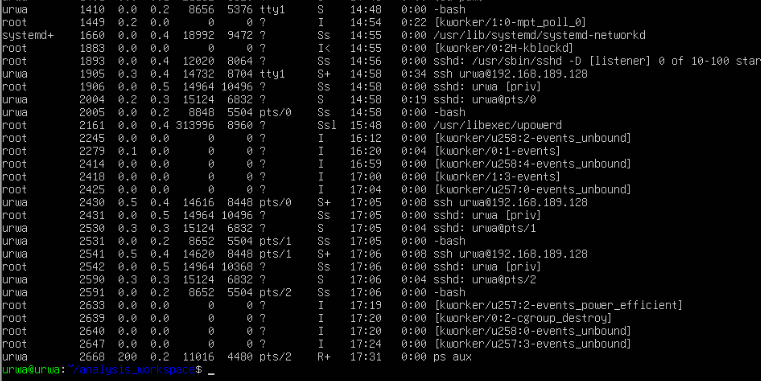 urwa 1410 0.0 0.2 8656 5376 tty1 S 14:48 0:00 -bash
root 1449 0.2 0.0 0 0 ? I 14:54 0:22 [kworker/1:0-mpt_poll_0]
systemd+ 1660 0.0 0.4 18992 9472 ? Ss 14:55 0:00 /usr/lib/systemd/systemd-networkd
root 1883 0.0 0.0 0 0 ? I< 14:55 0:00 [kworker/0:2H-kblockd]
root 1893 0.0 0.4 12020 8064 ? Ss 14:56 0:00 sshd: /usr/sbin/sshd -D [listener] 0 of 10-100 star
urwa 1905 0.3 0.4 14732 8704 tty1 S+ 14:58 0:34 ssh urwa@192.168.189.128
root 1906 0.0 0.5 14964 10496 ? Ss 14:58 0:00 sshd: urwa [priv]
urwa 2004 0.2 0.3 15124 6832 ? S 14:58 0:19 sshd: urwa@pts/0
urwa 2005 0.0 0.2 8848 5504 pts/0 Ss 14:58 0:00 -bash
root 2161 0.0 0.4 313996 8960 ? Ssl 15:48 0:00 /usr/libexec/upowerd
root 2245 0.0 0.0 0 0 ? I 16:12 0:00 [kworker/u258:2-events_unbound]
root 2279 0.1 0.0 0 0 ? I 16:20 0:04 [kworker/0:1-events]
root 2414 0.0 0.0 0 0 ? I 16:59 0:00 [kworker/u258:4-events_unbound]
root 2418 0.0 0.0 0 0 ? I 17:00 0:00 [kworker/1:3-events]
root 2425 0.0 0.0 0 0 ? I 17:04 0:00 [kworker/u257:0-events_unbound]
urwa 2430 0.5 0.4 14616 8448 pts/0 S+ 17:05 0:08 ssh urwa@192.168.189.128
root 2431 0.0 0.5 14964 10496 ? Ss 17:05 0:00 sshd: urwa [priv]
urwa 2530 0.3 0.3 15124 6832 ? S 17:05 0:04 sshd: urwa@pts/1
urwa 2531 0.0 0.2 8652 5504 pts/1 Ss 17:05 0:00 -bash
urwa 2541 0.5 0.4 14620 8448 pts/1 S+ 17:06 0:08 ssh urwa@192.168.189.128
root 2542 0.0 0.5 14964 10368 ? Ss 17:06 0:00 sshd: urwa [priv]
urwa 2590 0.3 0.3 15124 6832 ? S 17:06 0:04 sshd: urwa@pts/2
urwa 2591 0.0 0.2 8652 5504 pts/2 Ss 17:06 0:00 -bash
root 2633 0.0 0.0 0 0 ? I 17:19 0:00 [kworker/u257:2-events_power_efficient]
root 2639 0.0 0.0 0 0 ? I 17:20 0:00 [kworker/0:2-cgroup_destroy]
root 2640 0.0 0.0 0 0 ? I 17:20 0:00 [kworker/u258:0-events_unbound]
root 2647 0.0 0.0 0 0 ? I 17:24 0:00 [kworker/u257:3-events_unbound]
urwa 2668 200 0.2 11016 4480 pts/2 R+ 17:31 0:00 ps aux
urwa@urwa:~/analysis_workspace$ _